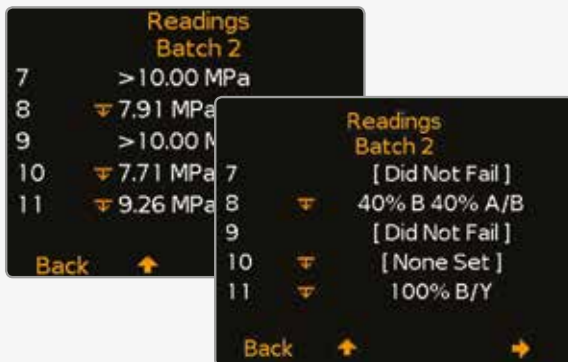 Readings
Batch 2
7 >10.00 MPa
8 7.91 MPa
9 >10.00 M
10 7.71 MPa
11 9.26 MPa
Back
Readings
Batch 2
7 [ Did Not Fail ]
8 40% B 40% A/B
9 [ Did Not Fail ]
10 [ None Set ]
11 100% B/Y
Back